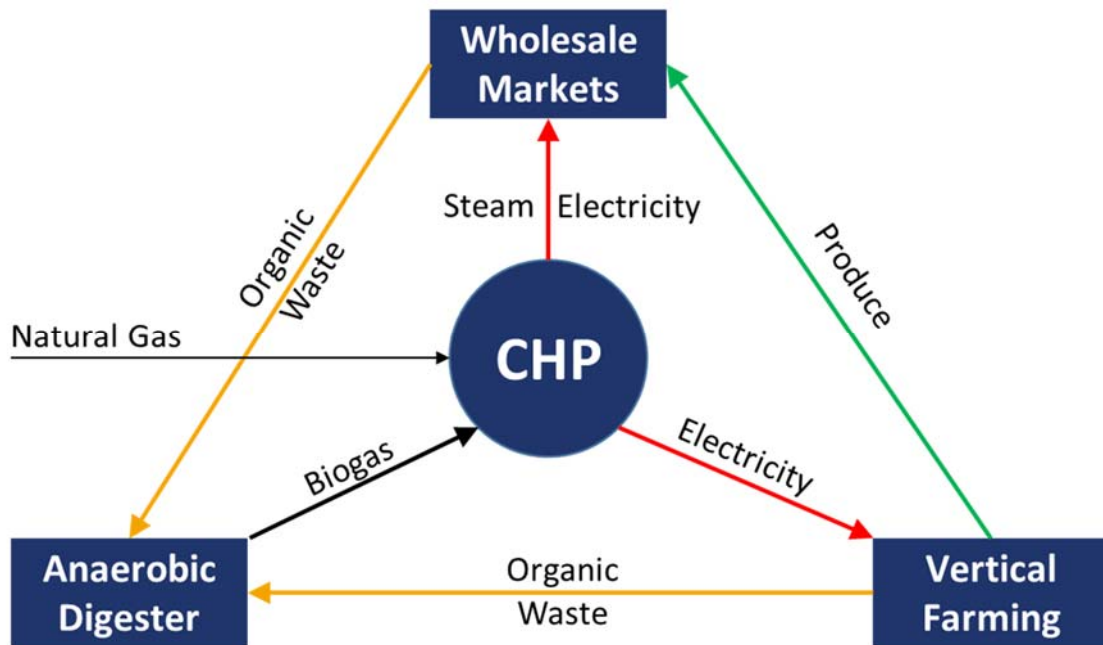 Wholesale
Markets
Steam Electricity
Organic
Waste
Produce
Natural Gas
CHP
Biogas
Electricity
Anaerobic
Digester
Organic
Waste
Vertical
Farming